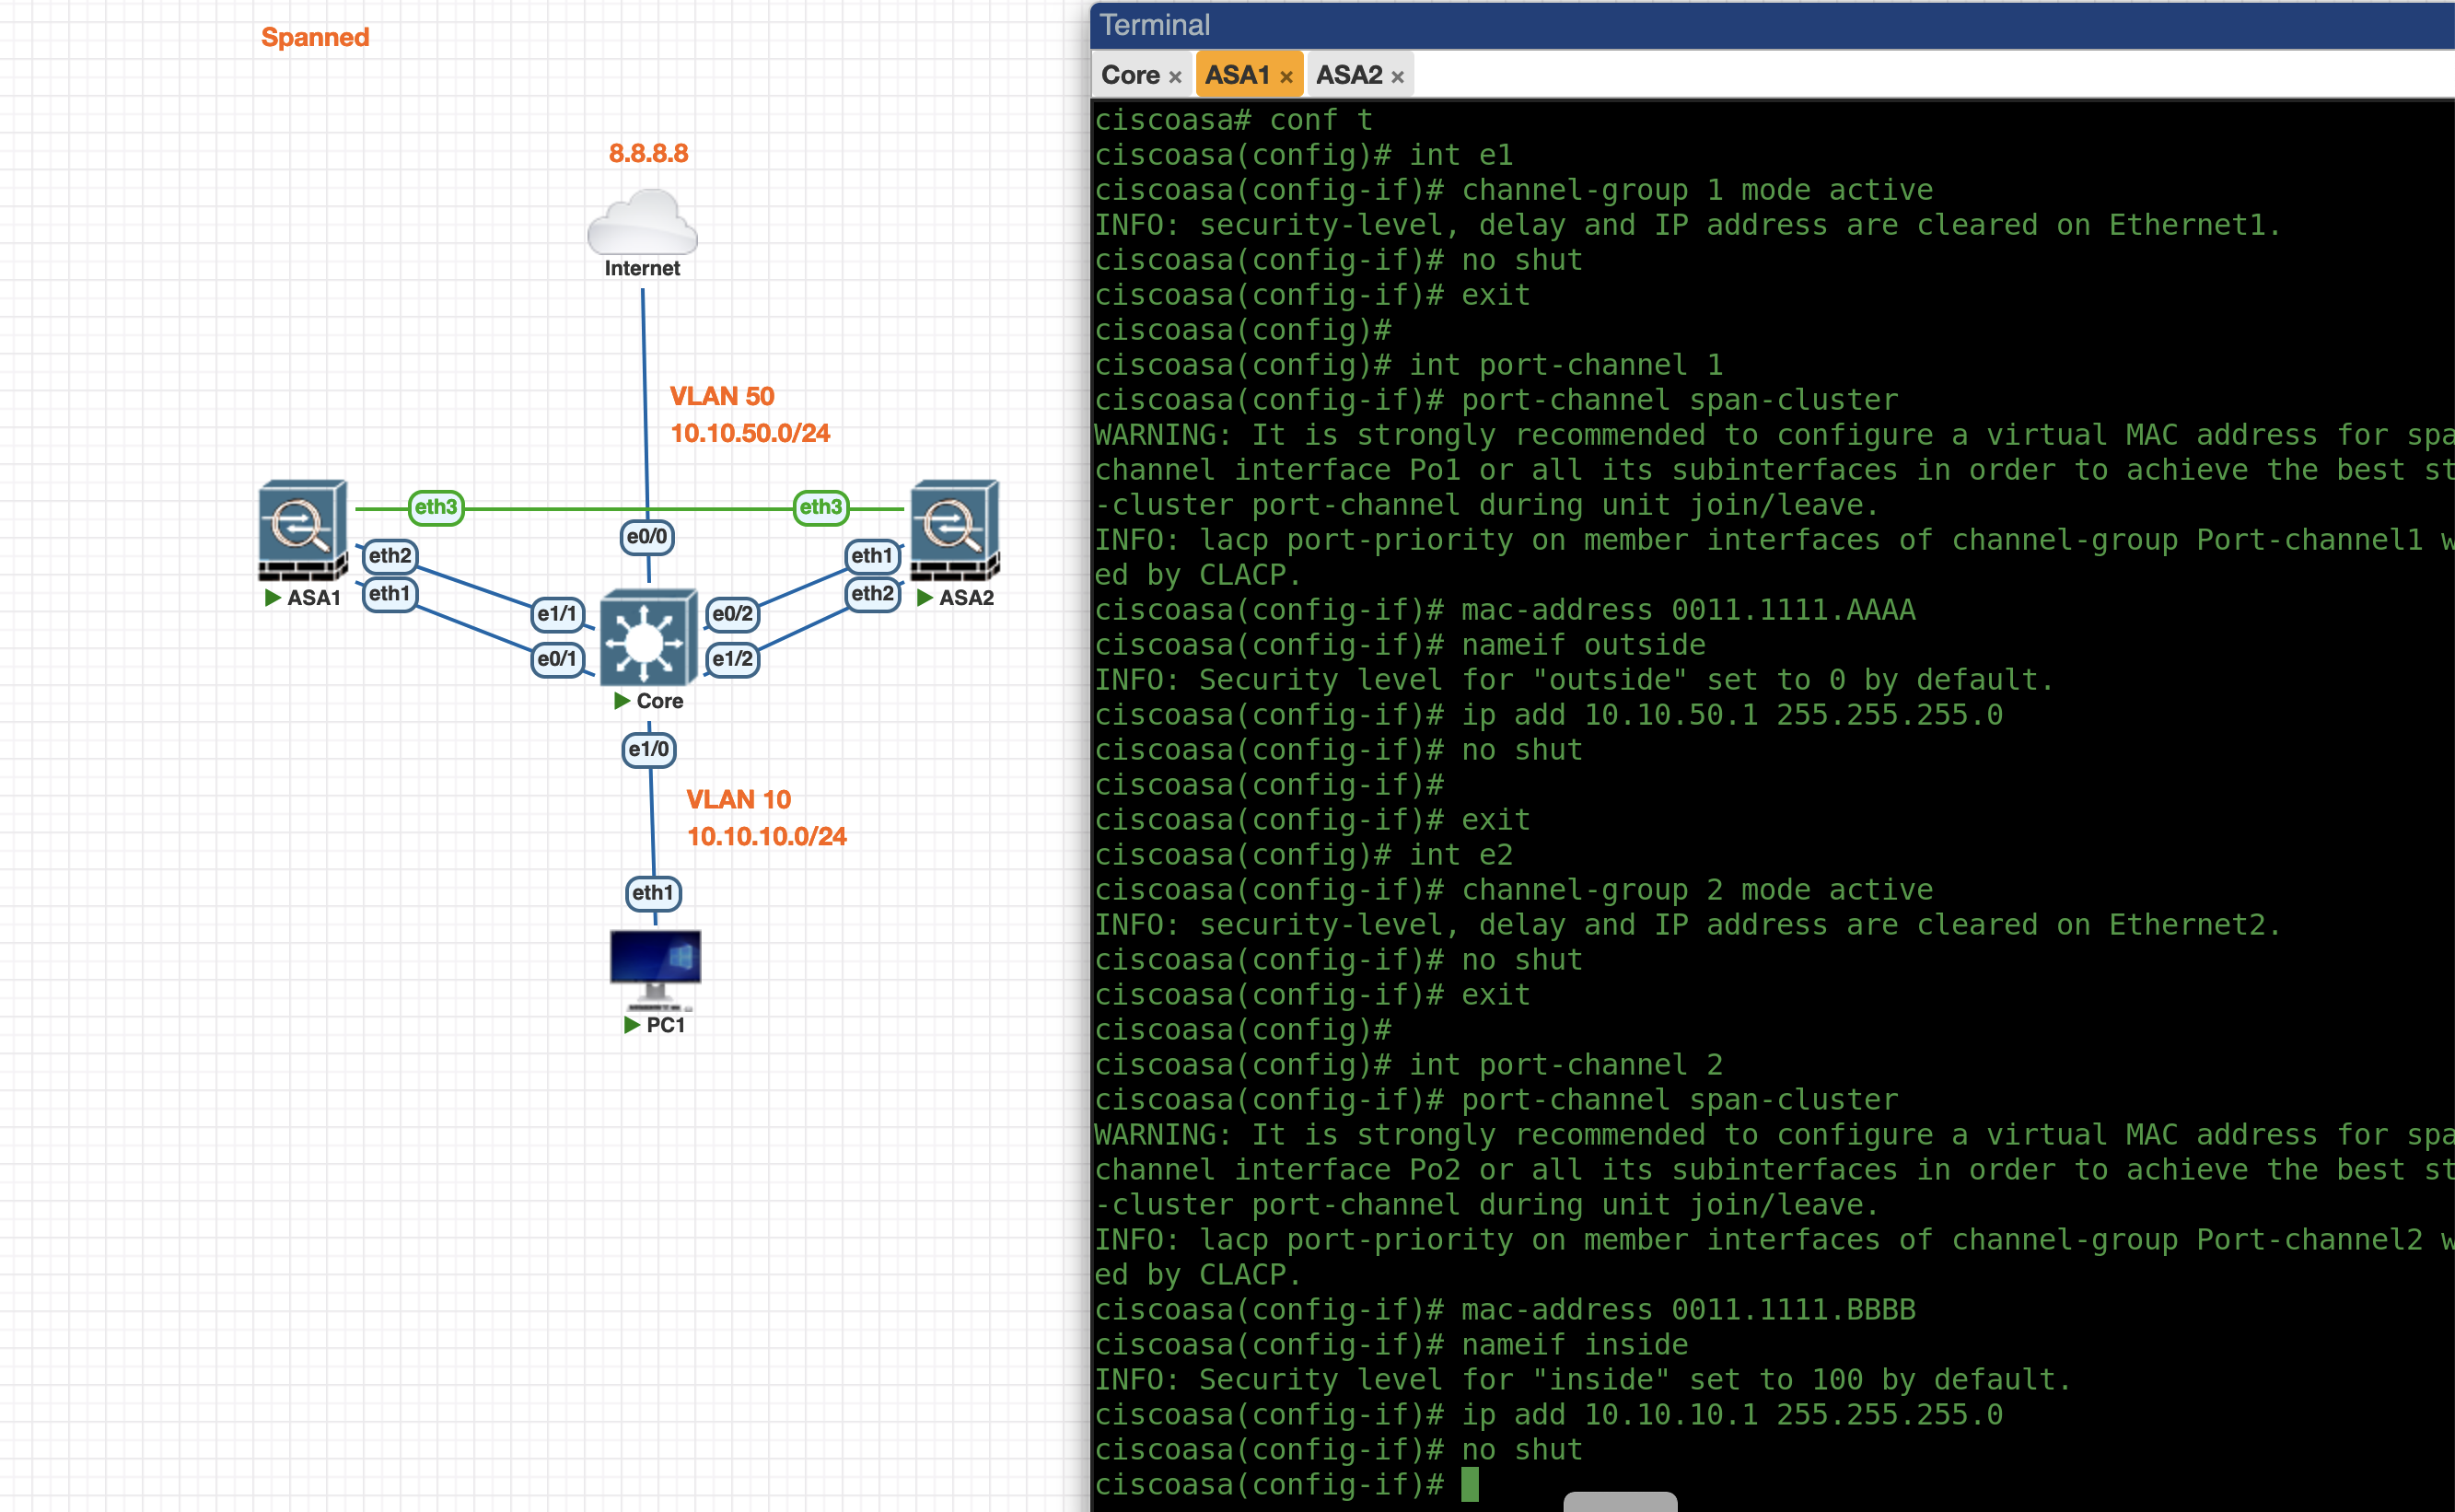 Spanned
8.8.8.8
Internet
VLAN 50
10.10.50.0/24
eth3
eth3
e0/0
eth2
eth1
eth1
eth2
ASA1
ASA2
e1/1
e0/2
e0/1
e1/2
Core
e1/0
VLAN 10
10.10.10.0/24
eth1
PC1
Terminal
Core × ASA1 × ASA2 ×
ciscoasa# conf t
ciscoasa(config)# int e1
ciscoasa(config-if)# channel-group 1 mode active
INFO: security-level, delay and IP address are cleared on Ethernet1.
ciscoasa(config-if)# no shut
ciscoasa(config-if)# exit
ciscoasa(config)#
ciscoasa(config)# int port-channel 1
ciscoasa(config-if)# port-channel span-cluster
WARNING: It is strongly recommended to configure a virtual MAC address for spa
channel interface Po1 or all its subinterfaces in order to achieve the best st
-cluster port-channel during unit join/leave.
INFO: lacp port-priority on member interfaces of channel-group Port-channel1 w
ed by CLACP.
ciscoasa(config-if)# mac-address 0011.1111.AAAA
ciscoasa(config-if)# nameif outside
INFO: Security level for "outside" set to 0 by default.
ciscoasa(config-if)# ip add 10.10.50.1 255.255.255.0
ciscoasa(config-if)# no shut
ciscoasa(config-if)#
ciscoasa(config-if)# exit
ciscoasa(config)# int e2
ciscoasa(config-if)# channel-group 2 mode active
INFO: security-level, delay and IP address are cleared on Ethernet2.
ciscoasa(config-if)# no shut
ciscoasa(config-if)# exit
ciscoasa(config)#
ciscoasa(config)# int port-channel 2
ciscoasa(config-if)# port-channel span-cluster
WARNING: It is strongly recommended to configure a virtual MAC address for spa
channel interface Po2 or all its subinterfaces in order to achieve the best st
-cluster port-channel during unit join/leave.
INFO: lacp port-priority on member interfaces of channel-group Port-channel2 w
ed by CLACP.
ciscoasa(config-if)# mac-address 0011.1111.BBBB
ciscoasa(config-if)# nameif inside
INFO: Security level for "inside" set to 100 by default.
ciscoasa(config-if)# ip add 10.10.10.1 255.255.255.0
ciscoasa(config-if)# no shut
ciscoasa(config-if)#